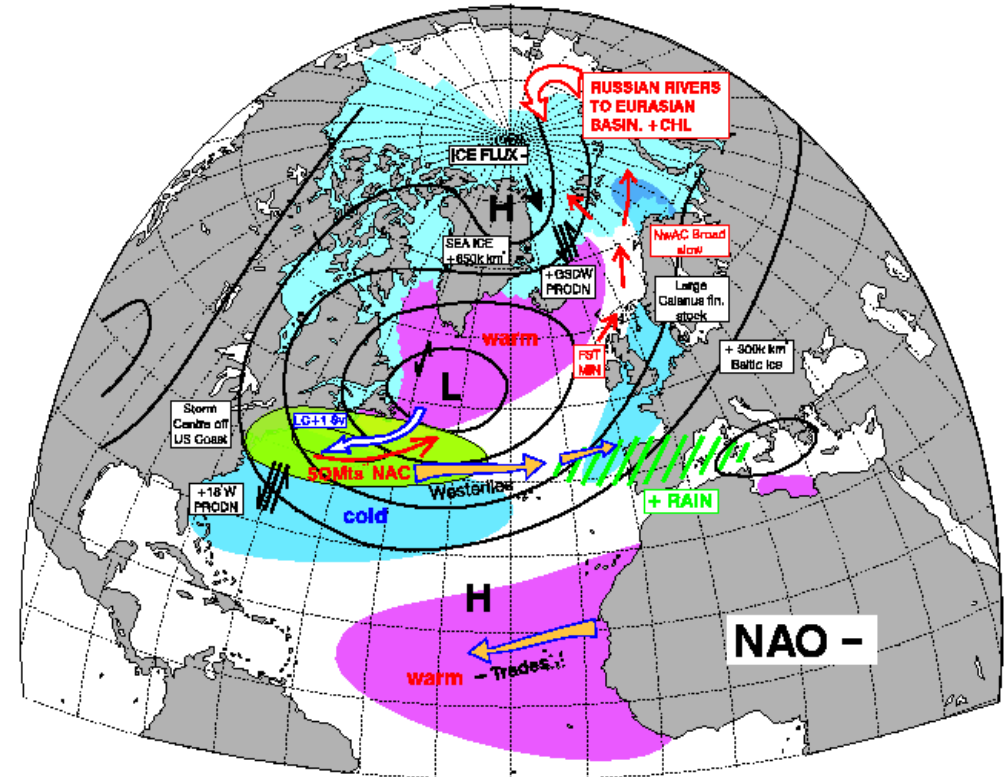 RUSSIAN RIVERS
TO EURASIAN
BASIN. +CHL
ICE FLUX -
H
SEA ICE
+650k km²
+GSDW
PRODN
NwAC Broad
slow
Large
Calanus fin.
stock
warm
FST
MIN
+ 500k km²
Baltic Ice
L
Storm
Centre off
US Coast
LC+1 Sv
50Mts NAC
Westerlies
+ RAIN
+18 W
PRODN
cold
H
NAO -
warm
Trades